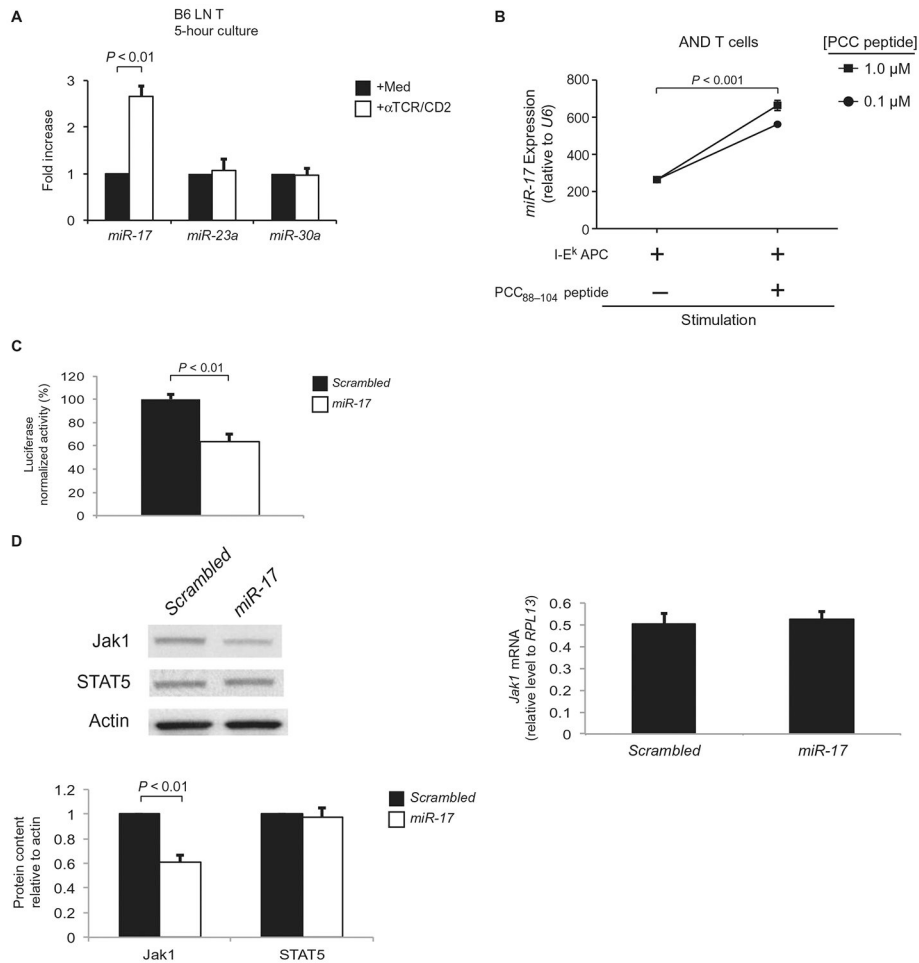 A
B6 LN T
5-hour culture
P < 0.01
+Med
+αTCR/CD2
Fold increase
3
2
1
0
miR-17
miR-23a
miR-30a
B
AND T cells
[PCC peptide]
1.0 µM
0.1 µM
P < 0.001
miR-17 Expression
(relative to U6)
800
600
400
200
0
I-Eᵏ APC + +
PCC₈₈₋₁₀₄ peptide — +
Stimulation
C
P < 0.01
Scrambled
miR-17
Luciferase
normalized activity (%)
120
100
80
60
40
20
0
D
Scrambled
miR-17
Jak1
STAT5
Actin
Jak1 mRNA
(relative level to RPL13)
0.6
0.5
0.4
0.3
0.2
0.1
0
Scrambled
miR-17
P < 0.01
Scrambled
miR-17
Protein content
relative to actin
1.2
1
0.8
0.6
0.4
0.2
0
Jak1
STAT5